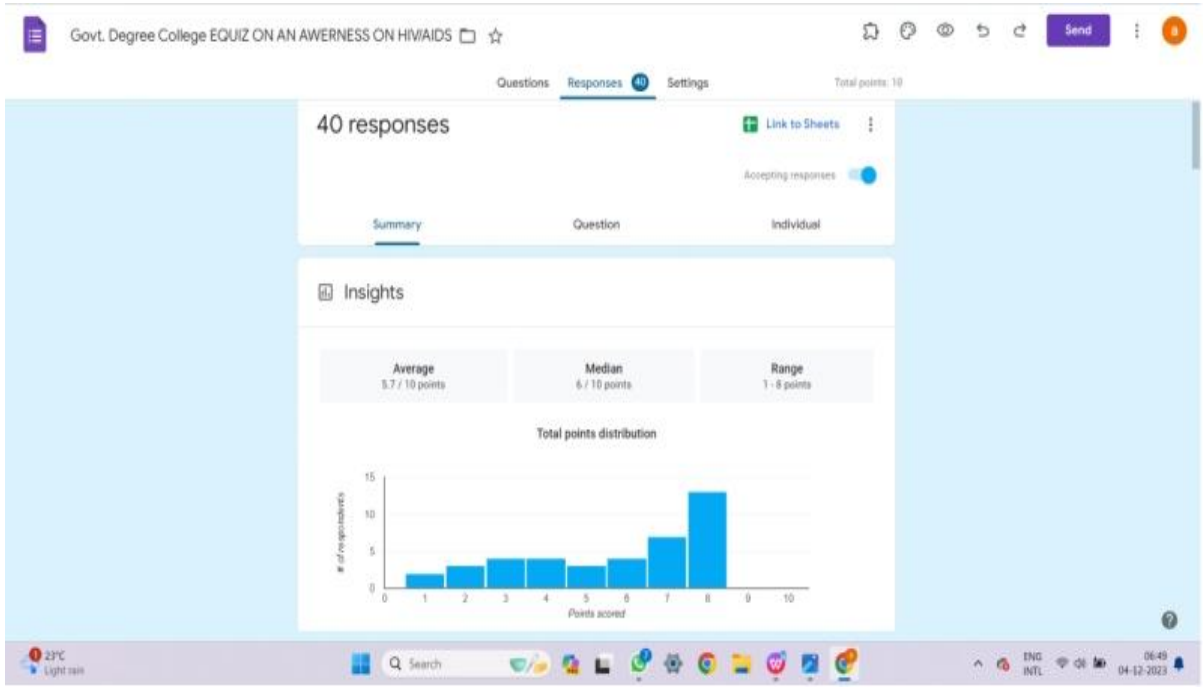 Govt. Degree College EQUIZ ON AN AWERNESS ON HIV/AIDS
Send
a
Questions Responses 40 Settings
Total points: 10
40 responses
Link to Sheets
Accepting responses
Summary Question Individual
Insights
Average Median Range
5.7 / 10 points 6 / 10 points 1 - 8 points
Total points distribution
# of respondents
15
10
5
0
0 1 2 3 4 5 6 7 8 9 10
Points scored
1 23°C
Light rain
Search
ENG
INTL
06:49
04-12-2023